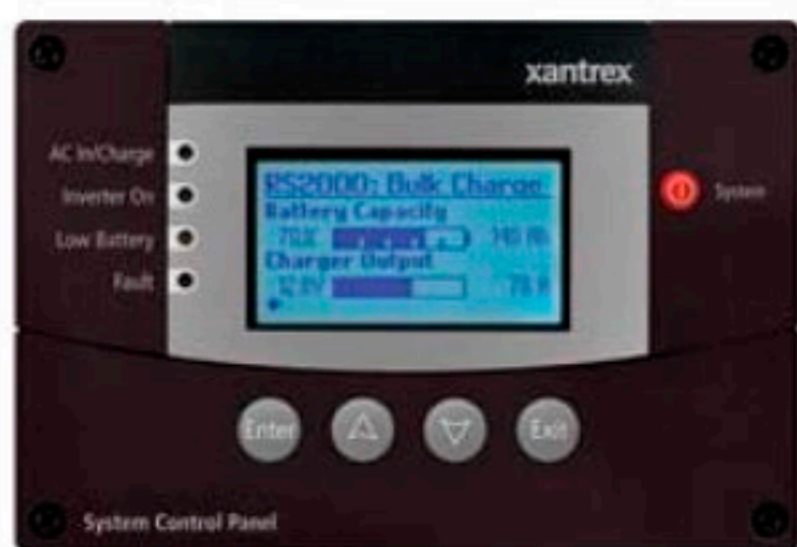 xantrex
AC In/Charge
Inverter On
Low Battery
Fault
System
RS2000: Bulk Charge
Battery Capacity
Charger Output
Enter
Exit
System Control Panel